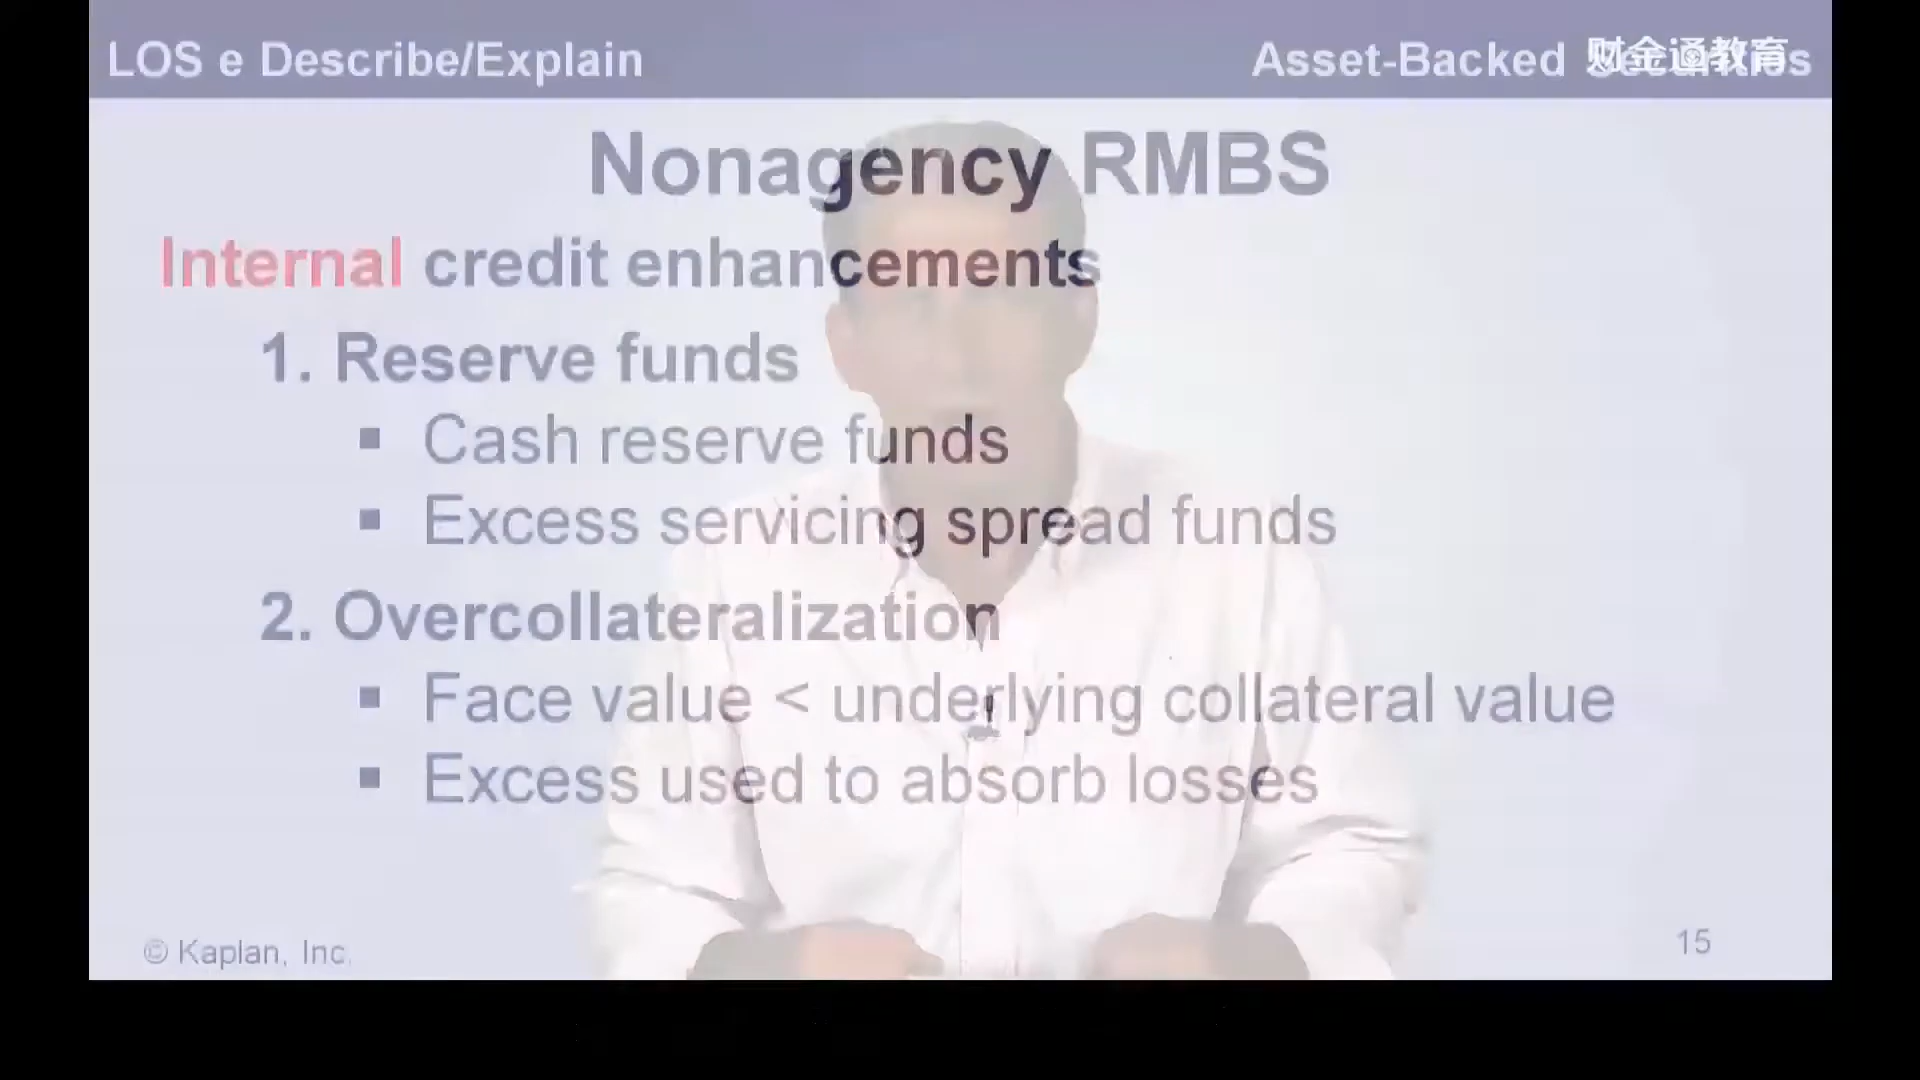 LOS e Describe/Explain
Asset-Backed Securities
财金通教育
Nonagency RMBS
Internal credit enhancements
1. Reserve funds
▪ Cash reserve funds
▪ Excess servicing spread funds
2. Overcollateralization
▪ Face value < underlying collateral value
▪ Excess used to absorb losses
© Kaplan, Inc.
15